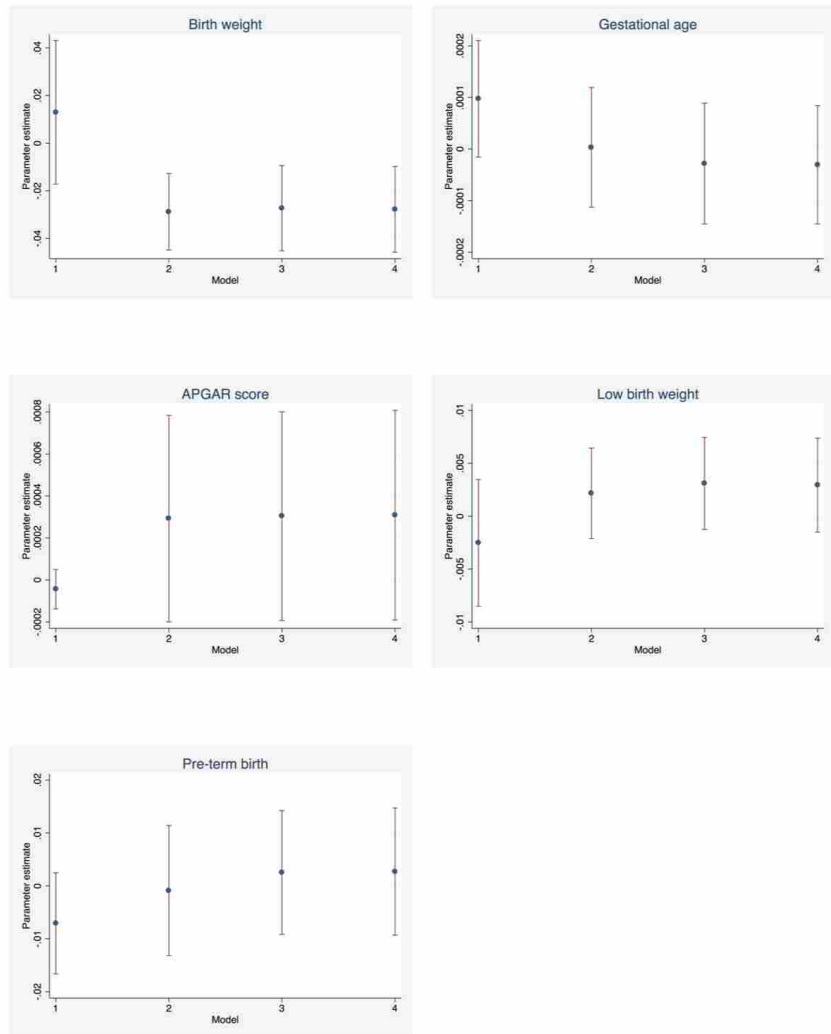 Birth weight
Parameter estimate
.04
.02
0
-.02
-.04
1 2 3 4
Model
Gestational age
Parameter estimate
.0002
.0001
0
-.0001
-.0002
1 2 3 4
Model
APGAR score
Parameter estimate
.0008
.0006
.0004
.0002
0
-.0002
1 2 3 4
Model
Low birth weight
Parameter estimate
.01
.005
0
-.005
-.01
1 2 3 4
Model
Pre-term birth
Parameter estimate
.02
.01
0
-.01
-.02
1 2 3 4
Model